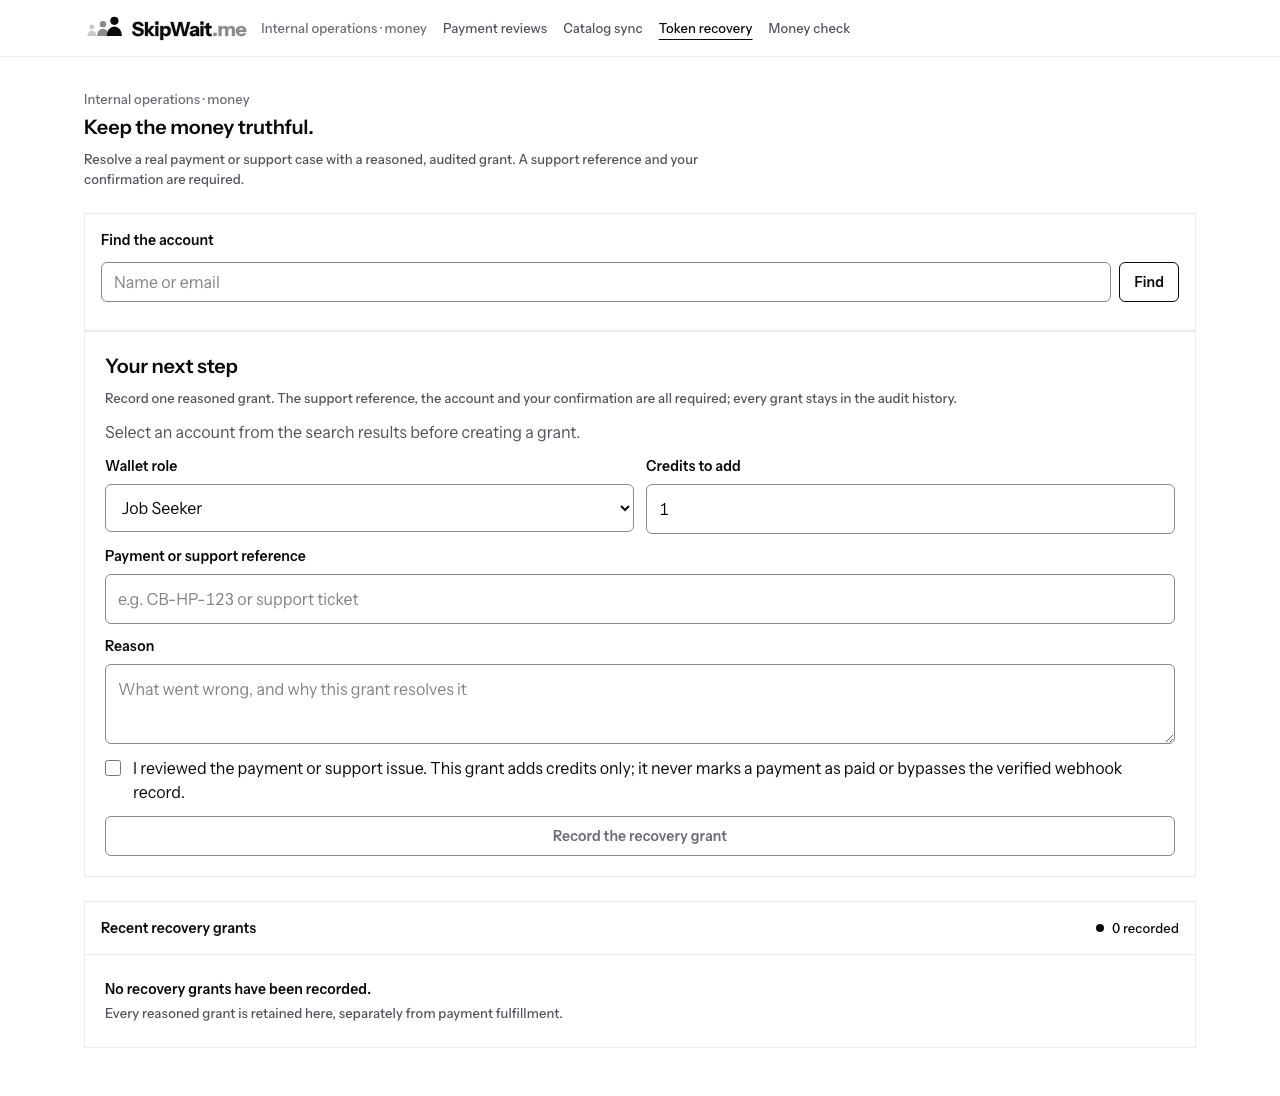 SkipWait.me
Internal operations · money
Payment reviews
Catalog sync
Token recovery
Money check
Internal operations · money
Keep the money truthful.
Resolve a real payment or support case with a reasoned, audited grant. A support reference and your
confirmation are required.
Find the account
Name or email
Find
Your next step
Record one reasoned grant. The support reference, the account and your confirmation are all required; every grant stays in the audit history.
Select an account from the search results before creating a grant.
Wallet role
Credits to add
Job Seeker
1
Payment or support reference
e.g. CB-HP-123 or support ticket
Reason
What went wrong, and why this grant resolves it
I reviewed the payment or support issue. This grant adds credits only; it never marks a payment as paid or bypasses the verified webhook
record.
Record the recovery grant
Recent recovery grants
0 recorded
No recovery grants have been recorded.
Every reasoned grant is retained here, separately from payment fulfillment.